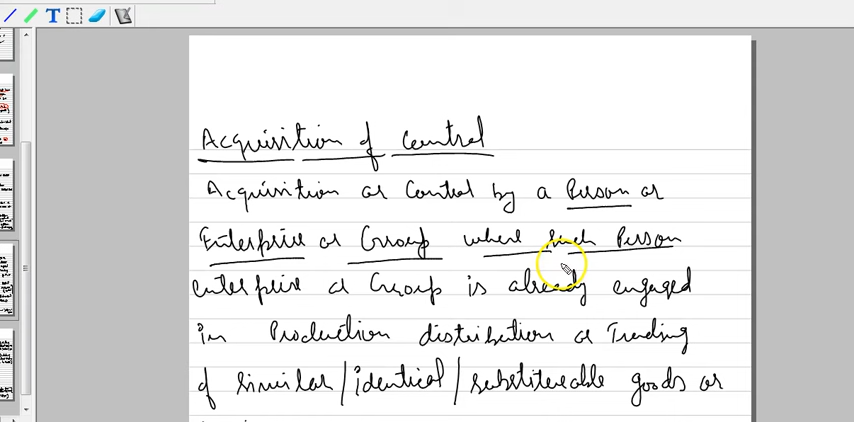 Acquisition of Control
Acquisition or Control by a Person or
Enterprise or Group where such Person
enterprise or Group is already engaged
in Production distribution or Trading
of similar/identical/substituteable goods or